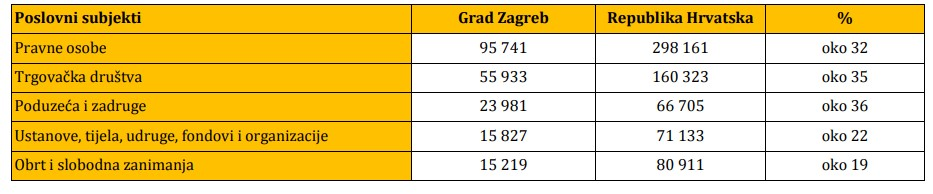 Poslovni subjekti Grad Zagreb Republika Hrvatska %
Pravne osobe 95 741 298 161 oko 32
Trgovačka društva 55 933 160 323 oko 35
Poduzeća i zadruge 23 981 66 705 oko 36
Ustanove, tijela, udruge, fondovi i organizacije 15 827 71 133 oko 22
Obrt i slobodna zanimanja 15 219 80 911 oko 19